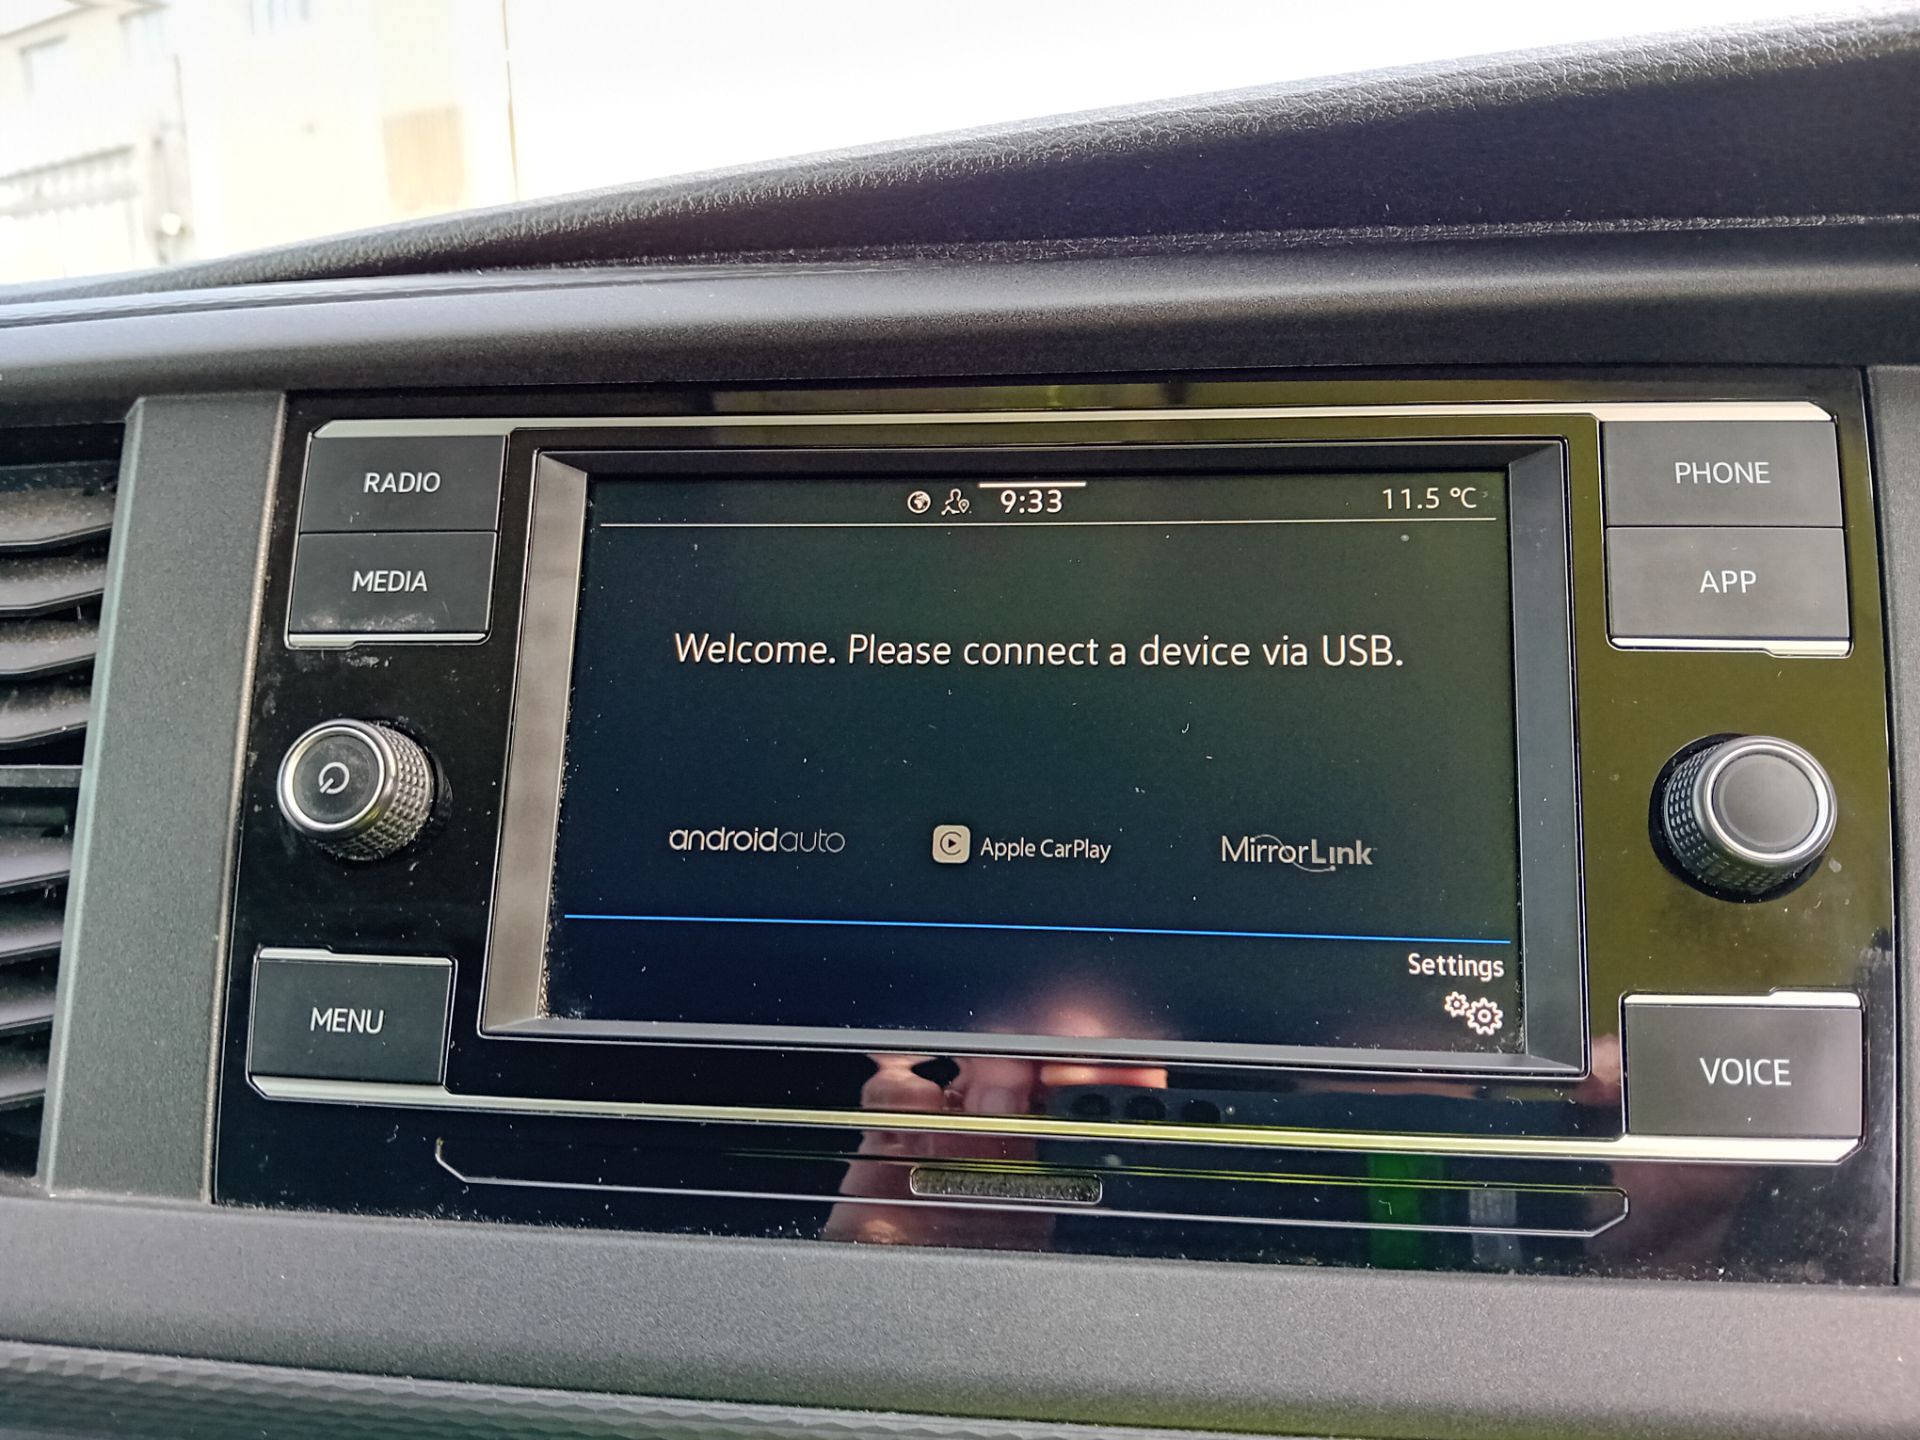 RADIO
MEDIA
MENU
9:33
11.5 °C
Welcome. Please connect a device via USB.
androidauto
Apple CarPlay
MirrorLink™
Settings
PHONE
APP
VOICE